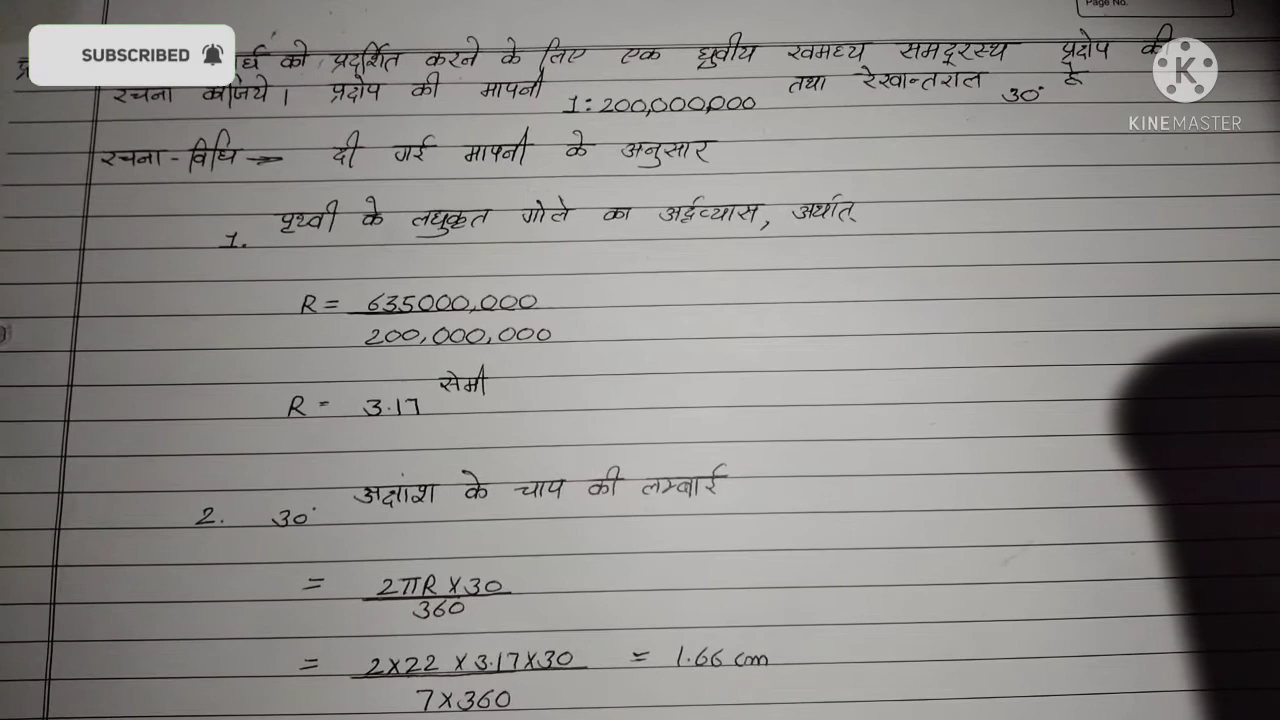 Page No.
SUBSCRIBED
को प्रदर्शित करने के लिए एक ध्रुवीय खमध्य समदूरस्थ प्रक्षेप की
रचना कीजिये। प्रक्षेप की मापनी 1:200,000,000 तथा रेखान्तराल 30° है
K
KINEMASTER
रचना-विधि → दी गई मापनी के अनुसार
1. पृथ्वी के लघुकृत गोले का अर्द्धव्यास, अर्थात्
R = 635000,000
200,000,000
R = 3.17 सेमी
2. 30° अक्षांश के चाप की लम्बाई
= 2πR × 30
360
= 2×22 × 3.17×30 = 1.66 cm
7×360